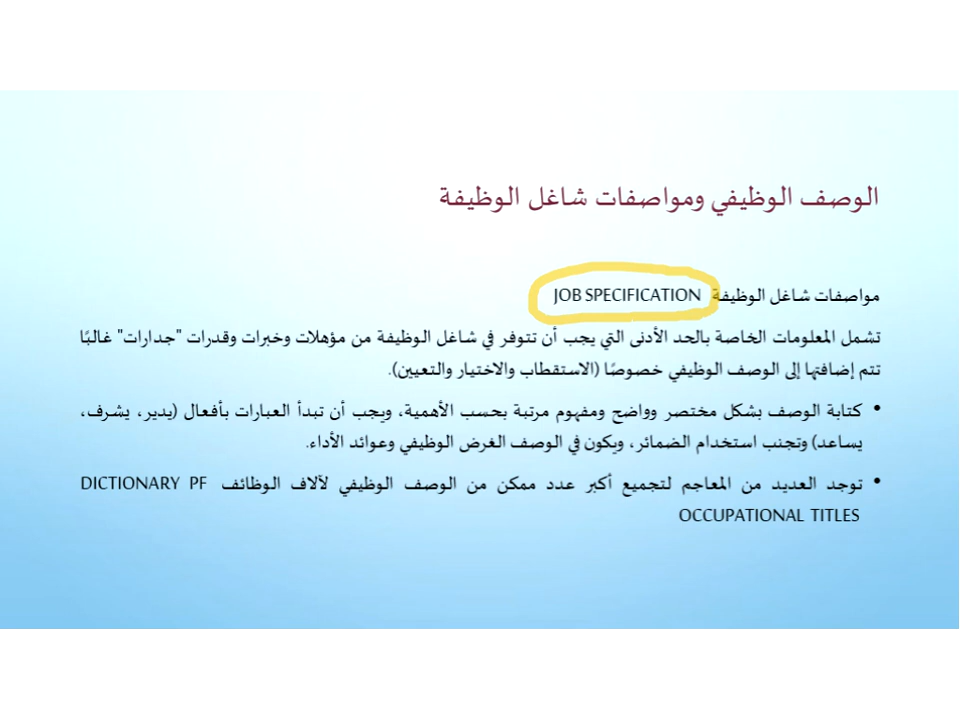 الوصف الوظيفي ومواصفات شاغل الوظيفة
مواصفات شاغل الوظيفة JOB SPECIFICATION
تشمل المعلومات الخاصة بالحد الأدنى التي يجب أن تتوفر في شاغل الوظيفة من مؤهلات وخبرات وقدرات "جدارات" غالبًا
تتم إضافتها إلى الوصف الوظيفي خصوصًا (الاستقطاب والاختيار والتعيين).
• كتابة الوصف بشكل مختصر وواضح ومفهوم مرتبة بحسب الأهمية، ويجب أن تبدأ العبارات بأفعال (يدير، يشرف،
يساعد) وتجنب استخدام الضمائر، ويكون في الوصف الغرض الوظيفي وعوائد الأداء.
• توجد العديد من المعاجم لتجميع أكبر عدد ممكن من الوصف الوظيفي لآلاف الوظائف DICTIONARY PF
OCCUPATIONAL TITLES